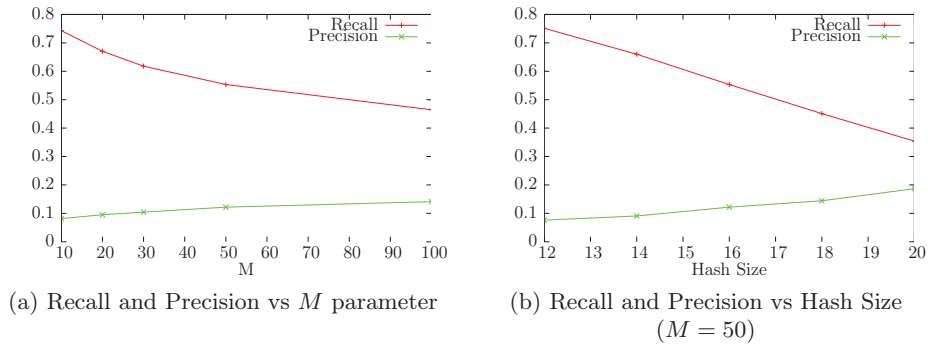 0.8
0.7
0.6
0.5
0.4
0.3
0.2
0.1
0
10 20 30 40 50 60 70 80 90 100
M
Recall
Precision
(a) Recall and Precision vs M parameter
0.8
0.7
0.6
0.5
0.4
0.3
0.2
0.1
0
12 13 14 15 16 17 18 19 20
Hash Size
Recall
Precision
(b) Recall and Precision vs Hash Size
(M = 50)